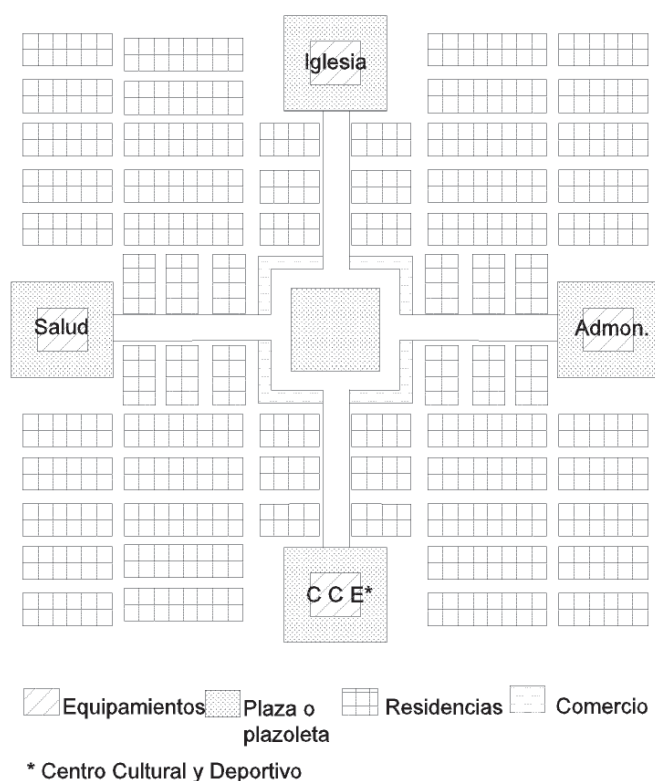 Iglesia
Salud
Admon.
C C E*
Equipamientos
Plaza o
plazoleta
Residencias
Comercio
* Centro Cultural y Deportivo